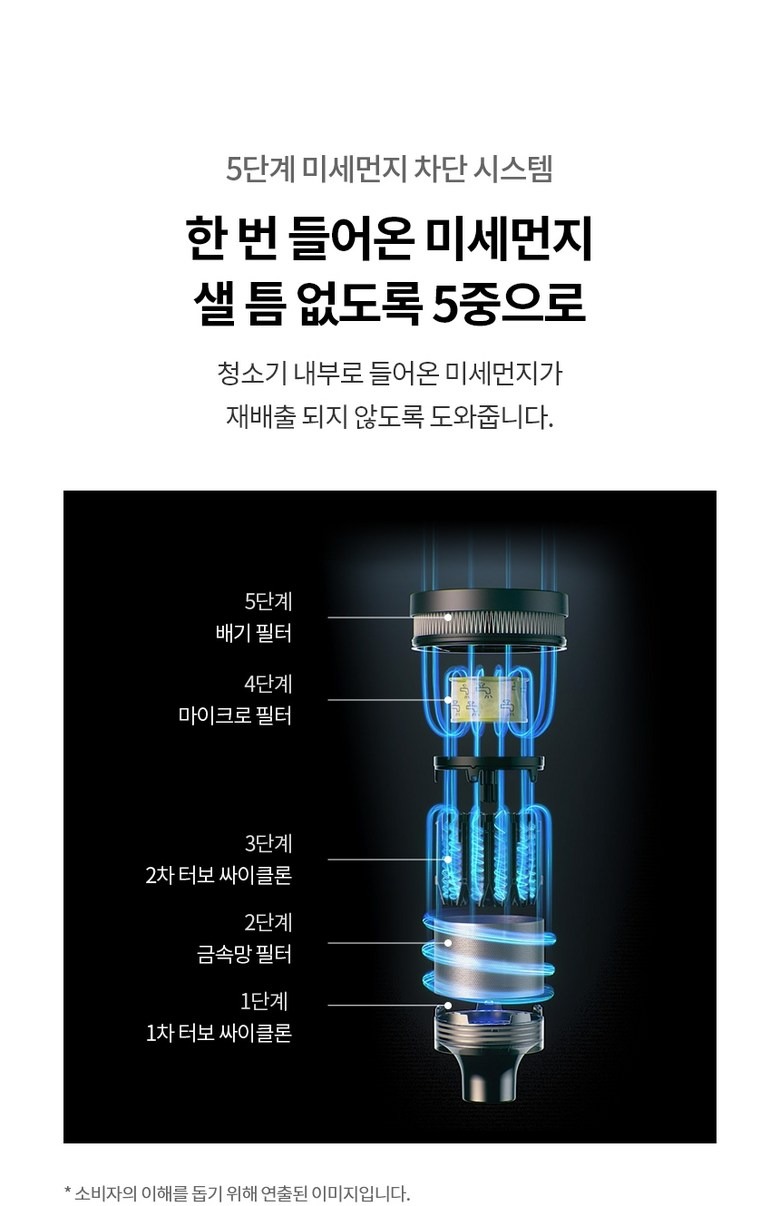 5단계 미세먼지 차단 시스템
한 번 들어온 미세먼지
샐 틈 없도록 5중으로
청소기 내부로 들어온 미세먼지가
재배출 되지 않도록 도와줍니다.
5단계
배기 필터
4단계
마이크로 필터
3단계
2차 터보 싸이클론
2단계
금속망 필터
1단계
1차 터보 싸이클론
* 소비자의 이해를 돕기 위해 연출된 이미지입니다.